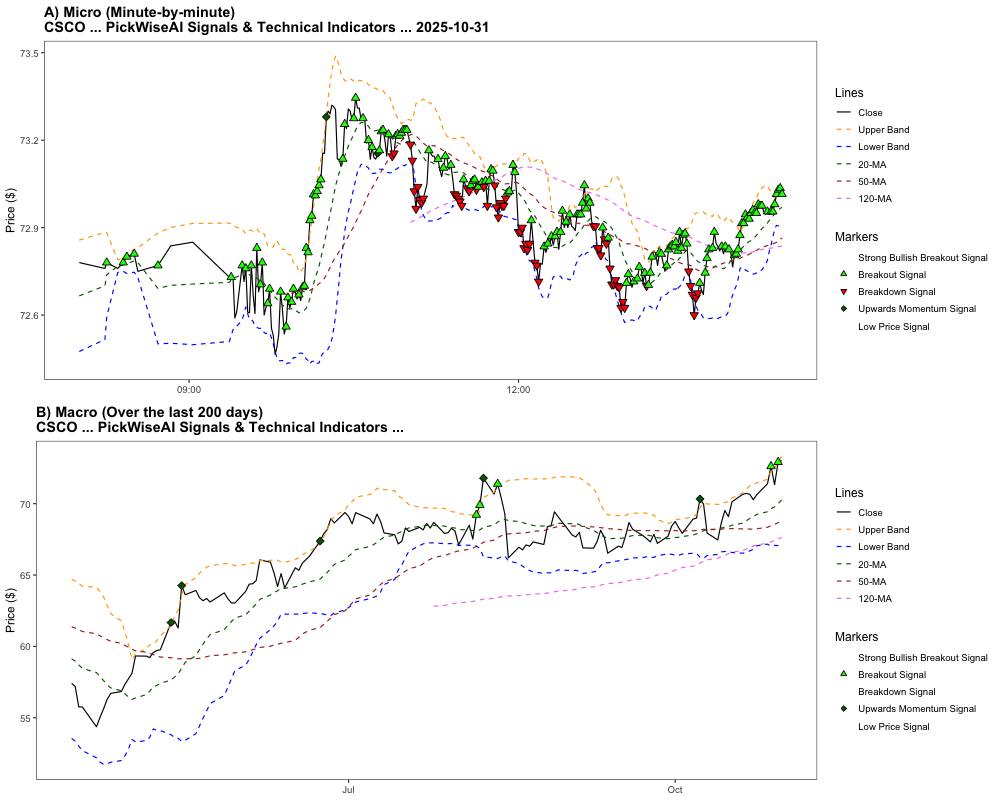 A) Micro (Minute-by-minute)
CSCO ... PickWiseAI Signals & Technical Indicators ... 2025-10-31
Price ($)
73.5
73.2
72.9
72.6
09:00
12:00
Lines
Close
Upper Band
Lower Band
20-MA
50-MA
120-MA
Markers
Strong Bullish Breakout Signal
Breakout Signal
Breakdown Signal
Upwards Momentum Signal
Low Price Signal
B) Macro (Over the last 200 days)
CSCO ... PickWiseAI Signals & Technical Indicators ...
Price ($)
70
65
60
55
Jul
Oct
Lines
Close
Upper Band
Lower Band
20-MA
50-MA
120-MA
Markers
Strong Bullish Breakout Signal
Breakout Signal
Breakdown Signal
Upwards Momentum Signal
Low Price Signal